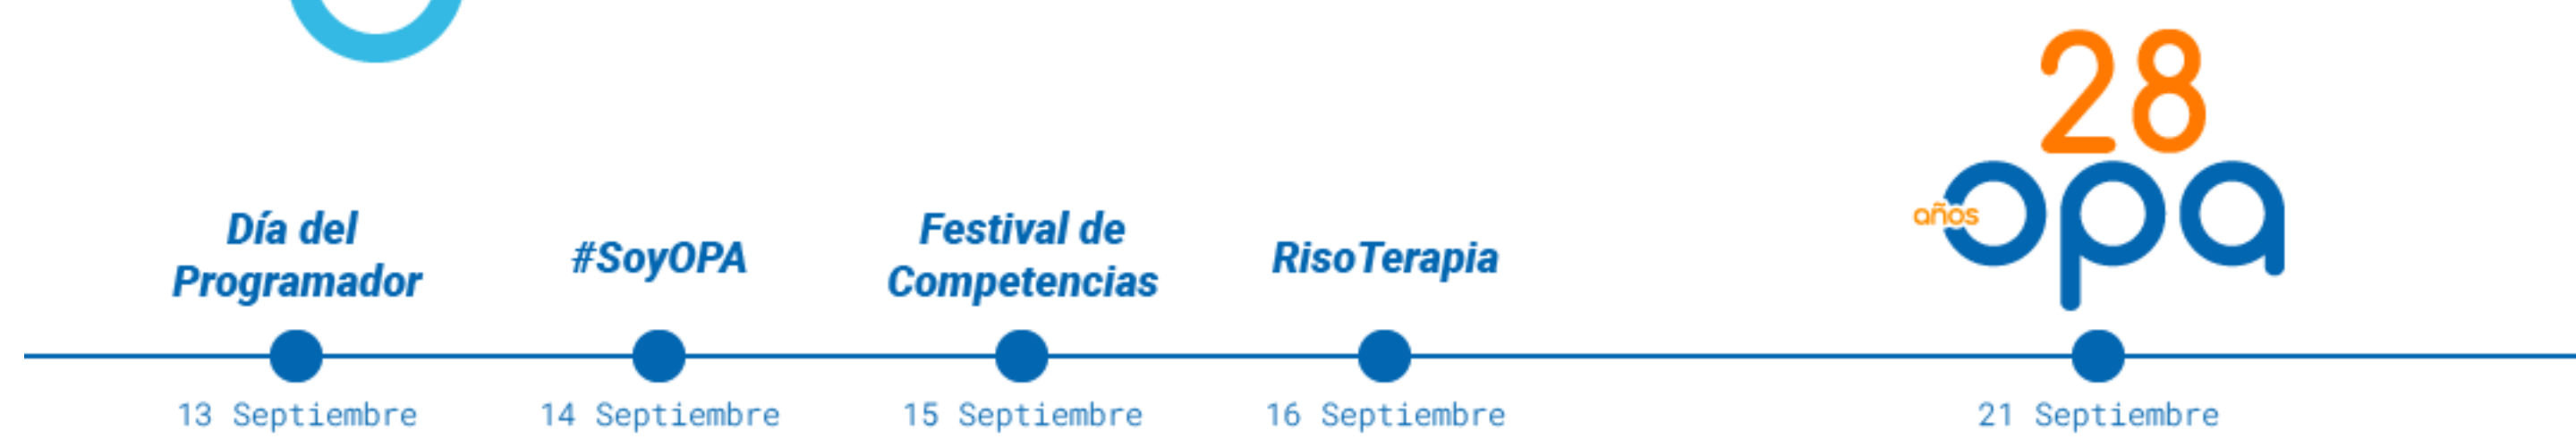 28
años
opa
Día del
Programador
#SoyOPA
Festival de
Competencias
RisoTerapia
13 Septiembre
14 Septiembre
15 Septiembre
16 Septiembre
21 Septiembre